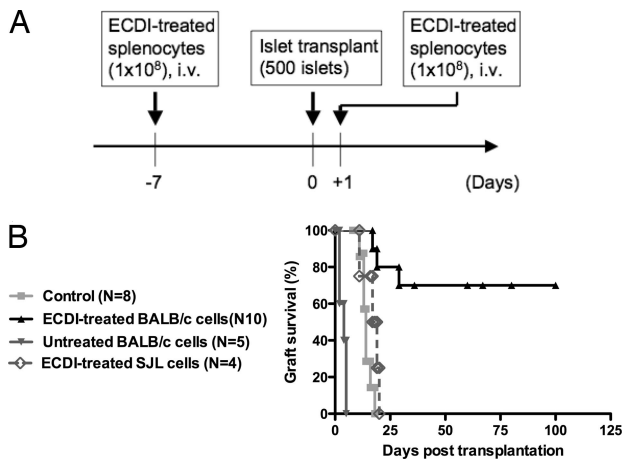 A
ECDI-treated
splenocytes
(1x10⁸), i.v.
Islet transplant
(500 islets)
ECDI-treated
splenocytes
(1x10⁸), i.v.
-7
0
+1
(Days)
B
Control (N=8)
ECDI-treated BALB/c cells(N10)
Untreated BALB/c cells (N=5)
ECDI-treated SJL cells (N=4)
Graft survival (%)
100
80
60
40
20
0
0
25
50
75
100
125
Days post transplantation